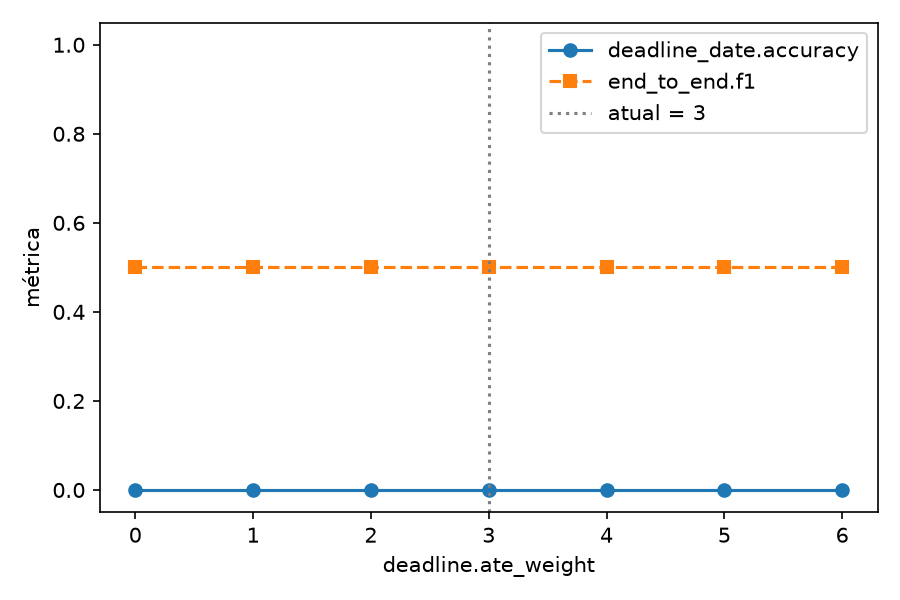 1.0
0.8
0.6
0.4
0.2
0.0
métrica
deadline_date.accuracy
end_to_end.f1
atual = 3
0 1 2 3 4 5 6
deadline.ate_weight